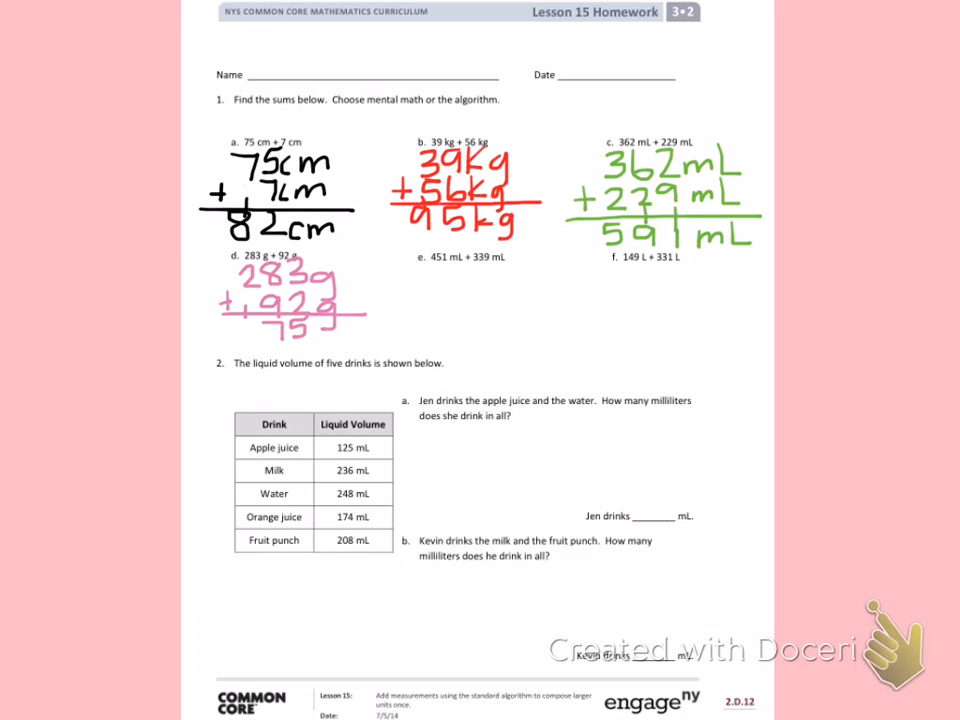 NYS COMMON CORE MATHEMATICS CURRICULUM Lesson 15 Homework 3•2
Name Date
1. Find the sums below. Choose mental math or the algorithm.
a. 75 cm + 7 cm b. 39 kg + 56 kg c. 362 mL + 229 mL
75cm 39Kg 362mL
+ 7cm +56kg +229 mL
82cm 95kg 591mL
d. 283 g + 92 g e. 451 mL + 339 mL f. 149 L + 331 L
283g
+ 92g
75
2. The liquid volume of five drinks is shown below.
a. Jen drinks the apple juice and the water. How many milliliters
does she drink in all?
Drink Liquid Volume
Apple juice 125 mL
Milk 236 mL
Water 248 mL
Orange juice 174 mL
Fruit punch 208 mL
Jen drinks ________ mL.
b. Kevin drinks the milk and the fruit punch. How many
milliliters does he drink in all?
Kevin drinks ________ mL.
Created with Doceri
COMMON CORE
Lesson 15: Add measurements using the standard algorithm to compose larger
units once.
Date: 7/5/14
engageny
2.D.12